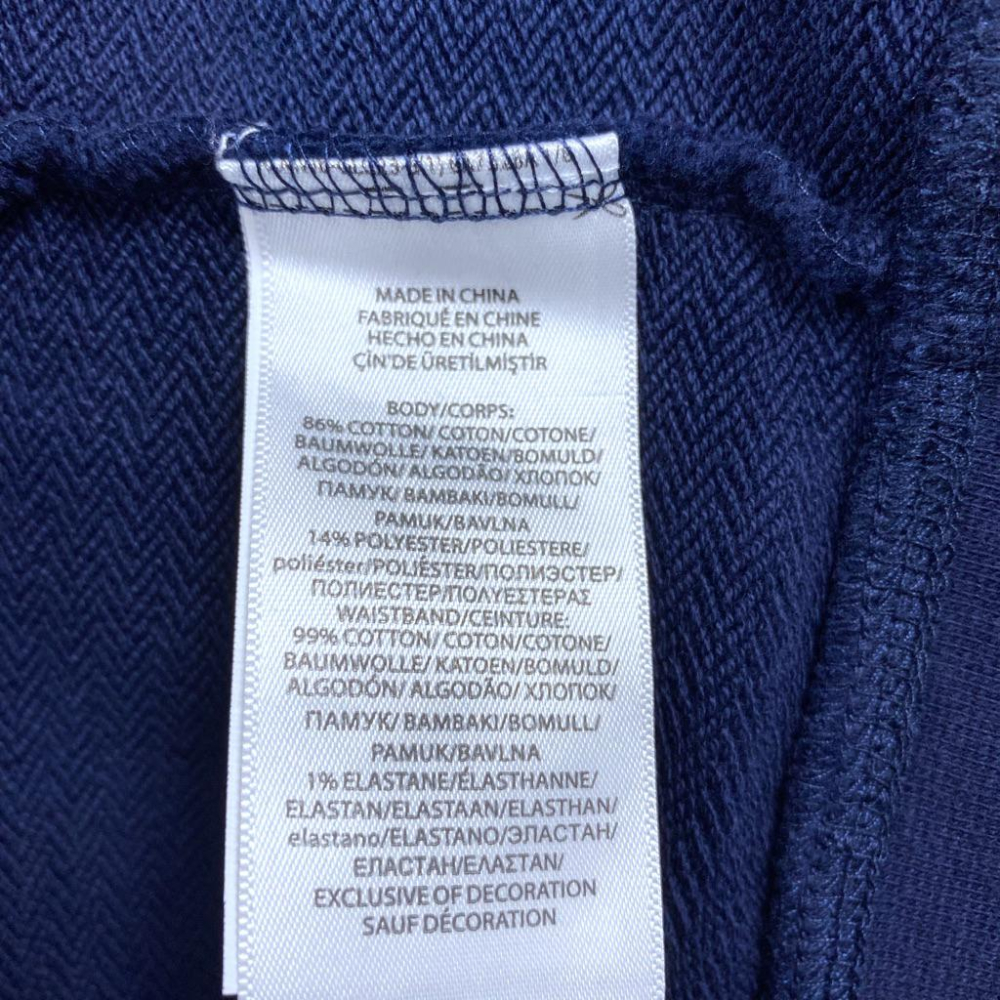 MADE IN CHINA
FABRIQUÉ EN CHINE
HECHO EN CHINA
ÇİN'DE ÜRETİLMİŞTİR
BODY/CORPS:
86% COTTON/ COTON/COTONE/
BAUMWOLLE/ KATOEN/BOMULD/
ALGODÓN/ ALGODÃO/ ХЛОПОК/
ПАМУК/ BAMBAKI/BOMULL/
PAMUK/BAVLNA
14% POLYESTER/POLIESTERE/
poliéster/POLIÈSTER/ПОЛИЭСТЕР/
ПОЛИЕСТЕР/ΠΟΛΥΕΣΤΕΡΑΣ
WAISTBAND/CEINTURE:
99% COTTON/ COTON/COTONE/
BAUMWOLLE/ KATOEN/BOMULD/
ALGODÓN/ ALGODÃO/ ХЛОПОК/
ПАМУК/ BAMBAKI/BOMULL/
PAMUK/BAVLNA
1% ELASTANE/ÉLASTHANNE/
ELASTAN/ELASTAAN/ELASTHAN/
elastano/ELASTANO/ЭЛАСТАН/
ЕЛАСТАН/ΕΛΑΣΤΑΝ/
EXCLUSIVE OF DECORATION
SAUF DÉCORATION